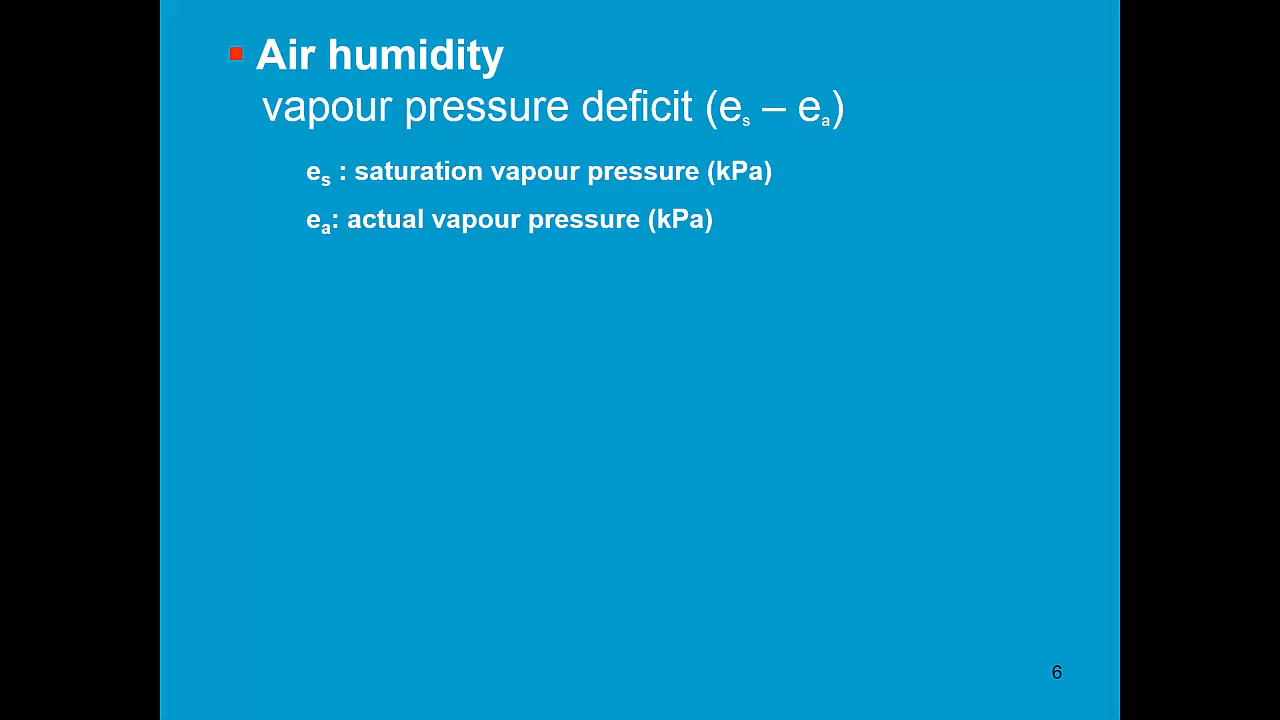 Air humidity
vapour pressure deficit (es – ea)
es : saturation vapour pressure (kPa)
ea: actual vapour pressure (kPa)
6